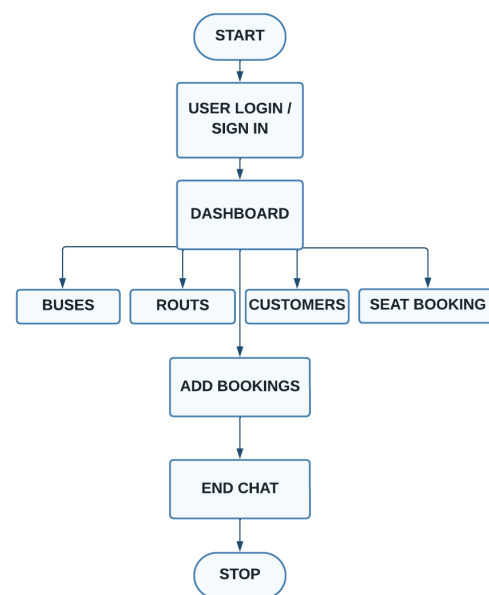 START
USER LOGIN /
SIGN IN
DASHBOARD
BUSES
ROUTS
CUSTOMERS
SEAT BOOKING
ADD BOOKINGS
END CHAT
STOP